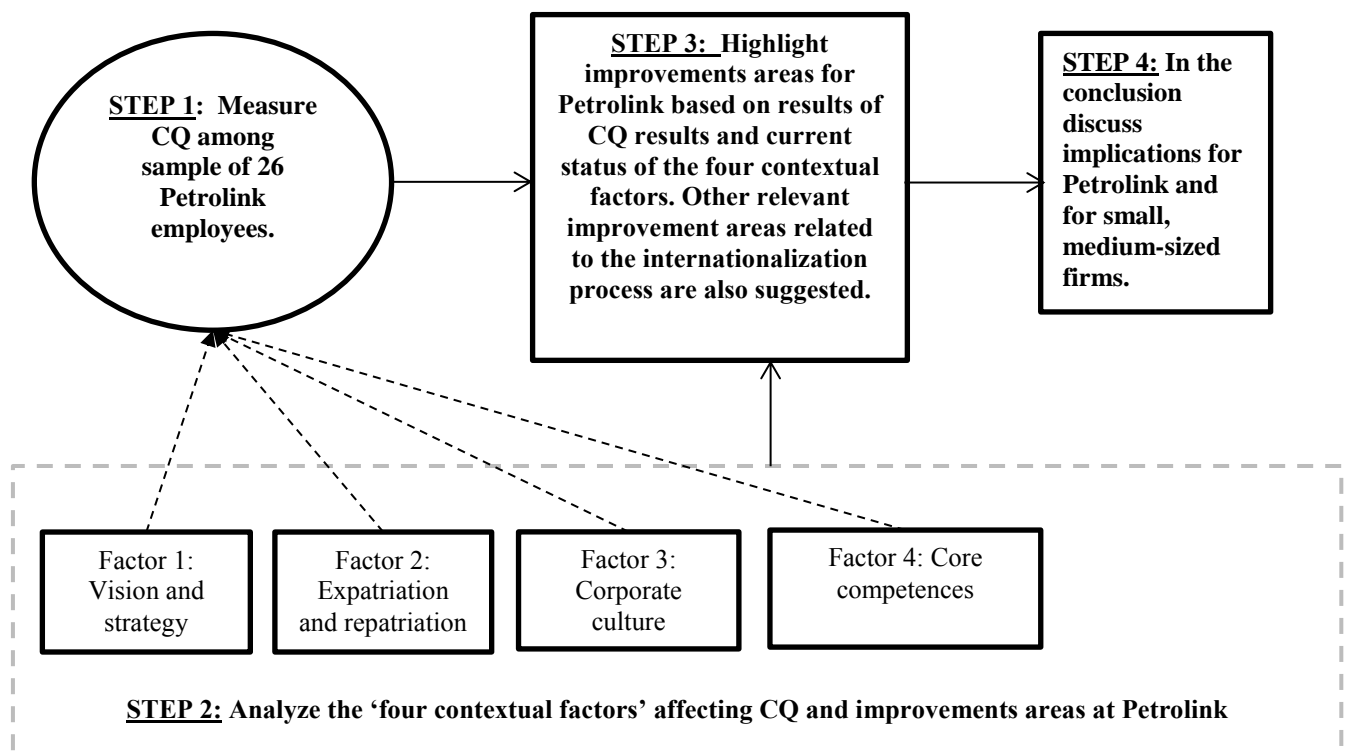 STEP 1:  Measure
CQ among
sample of 26
Petrolink
employees.
STEP 3:  Highlight
improvements areas for
Petrolink based on results of
CQ results and current
status of the four contextual
factors. Other relevant
improvement areas related
to the internationalization
process are also suggested.
STEP 4: In the
conclusion
discuss
implications for
Petrolink and
for small,
medium-sized
firms.
Factor 1:
Vision and
strategy
Factor 2:
Expatriation
and repatriation
Factor 3:
Corporate
culture
Factor 4: Core
competences
STEP 2: Analyze the ‘four contextual factors’ affecting CQ and improvements areas at Petrolink